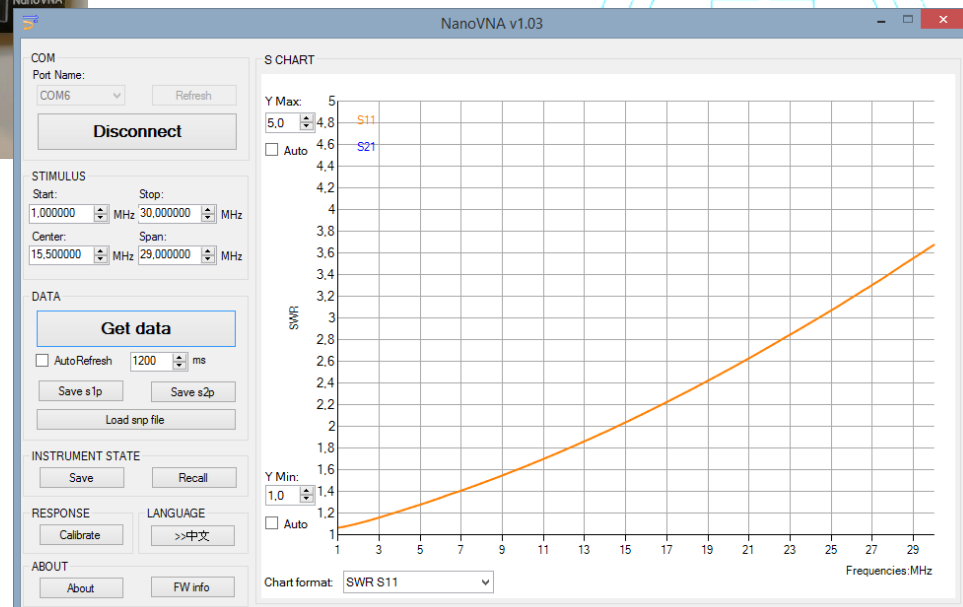 NanoVNA
NanoVNA v1.03
COM
Port Name:
COM6
Refresh
Disconnect
STIMULUS
Start:
Stop:
1,000000 MHz 30,000000 MHz
Center:
Span:
15,500000 MHz 29,000000 MHz
DATA
Get data
AutoRefresh 1200 ms
Save s1p
Save s2p
Load snp file
INSTRUMENT STATE
Save
Recall
RESPONSE
LANGUAGE
Calibrate
>>中文
ABOUT
About
FW info
S CHART
Y Max:
5,0
Auto
S11
S21
5
4,8
4,6
4,4
4,2
4
3,8
3,6
3,4
3,2
3
2,8
2,6
2,4
2,2
2
1,8
1,6
1,4
1,2
1
SWR
Y Min:
1,0
Auto
1 3 5 7 9 11 13 15 17 19 21 23 25 27 29
Frequencies:MHz
Chart format: SWR S11